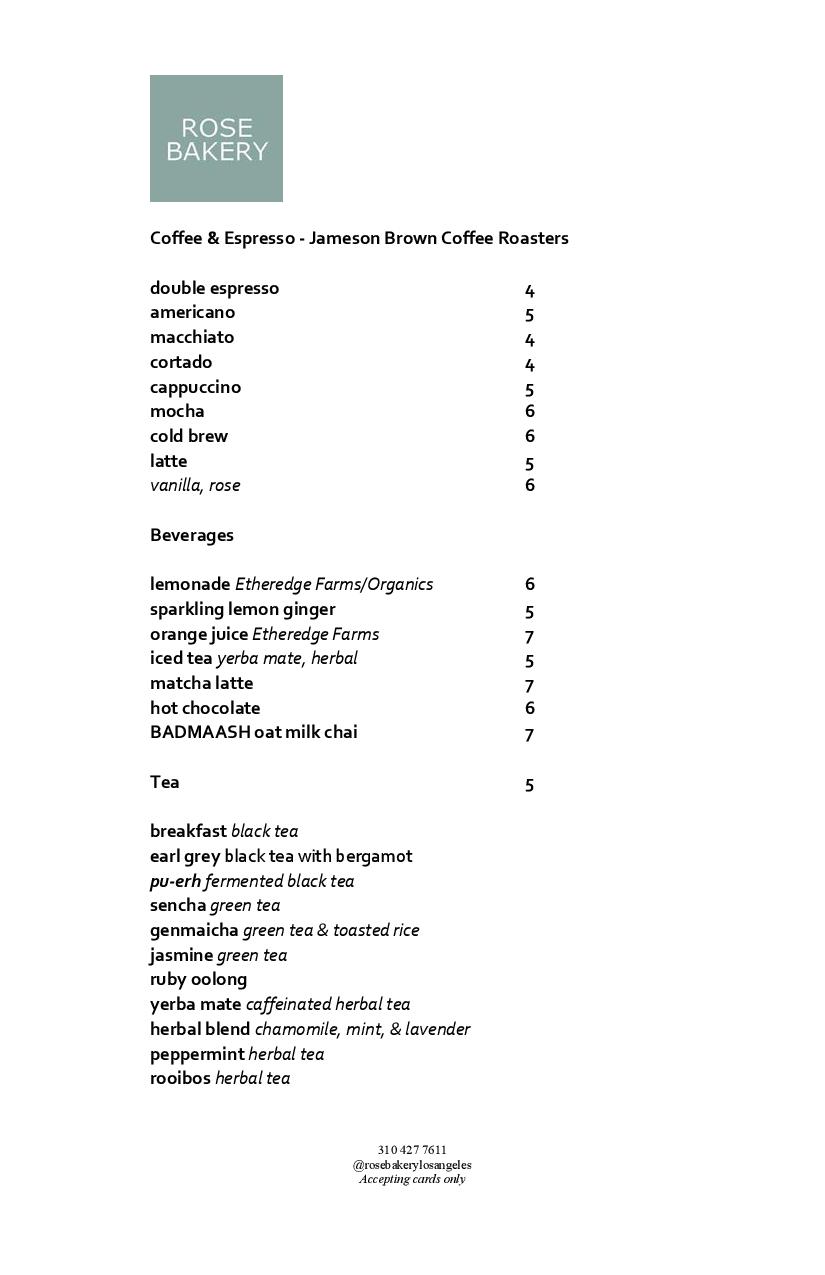 ROSE
BAKERY
Coffee & Espresso - Jameson Brown Coffee Roasters
double espresso 4
americano 5
macchiato 4
cortado 4
cappuccino 5
mocha 6
cold brew 6
latte 5
vanilla, rose 6
Beverages
lemonade Etheredge Farms/Organics 6
sparkling lemon ginger 5
orange juice Etheredge Farms 7
iced tea yerba mate, herbal 5
matcha latte 7
hot chocolate 6
BADMAASH oat milk chai 7
Tea 5
breakfast black tea
earl grey black tea with bergamot
pu-erh fermented black tea
sencha green tea
genmaicha green tea & toasted rice
jasmine green tea
ruby oolong
yerba mate caffeinated herbal tea
herbal blend chamomile, mint, & lavender
peppermint herbal tea
rooibos herbal tea
310 427 7611
@rosebakerylosangeles
Accepting cards only